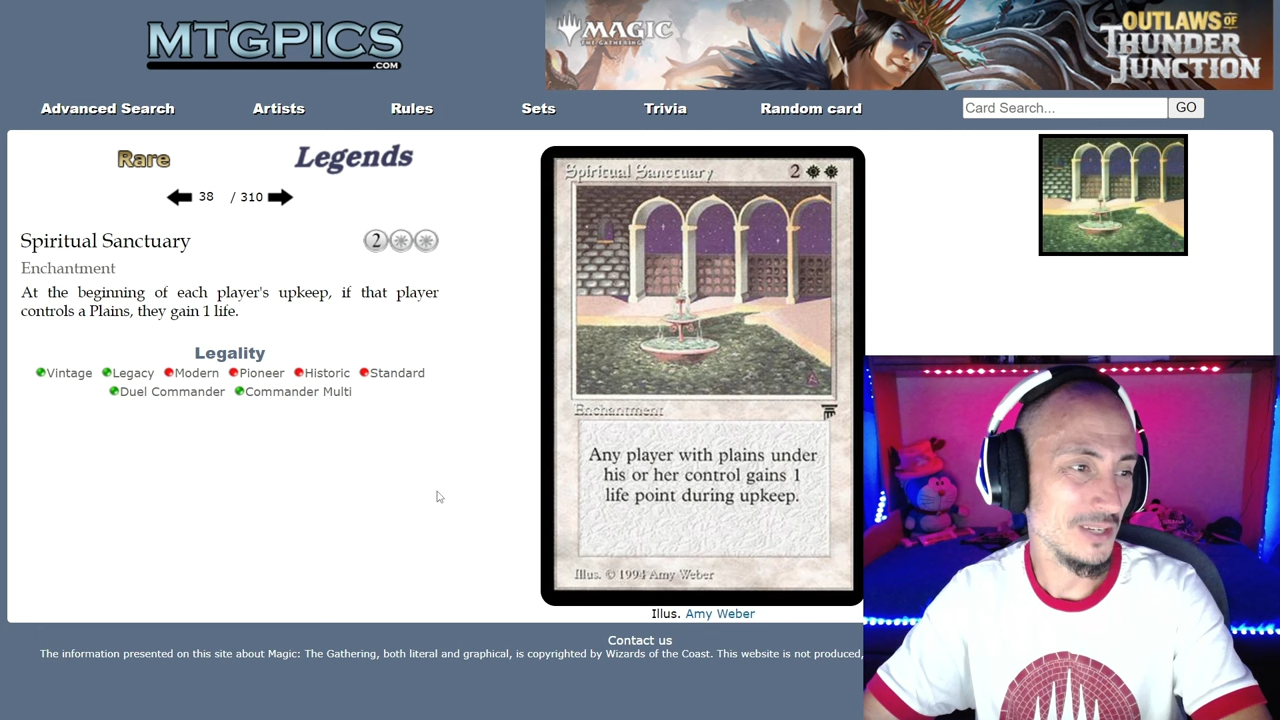 MTGPICS
.COM
MAGIC
THE GATHERING
OUTLAWS OF
THUNDER
JUNCTION
Advanced Search
Artists
Rules
Sets
Trivia
Random card
Card Search...
GO
Rare
Legends
38 / 310
Spiritual Sanctuary
2
Enchantment
At the beginning of each player's upkeep, if that player
controls a Plains, they gain 1 life.
Legality
Vintage Legacy Modern Pioneer Historic Standard
Duel Commander Commander Multi
Spiritual Sanctuary 2
Enchantment
Any player with plains under
his or her control gains 1
life point during upkeep.
Illus. © 1994 Amy Weber
Illus. Amy Weber
Contact us
The information presented on this site about Magic: The Gathering, both literal and graphical, is copyrighted by Wizards of the Coast. This website is not produced,